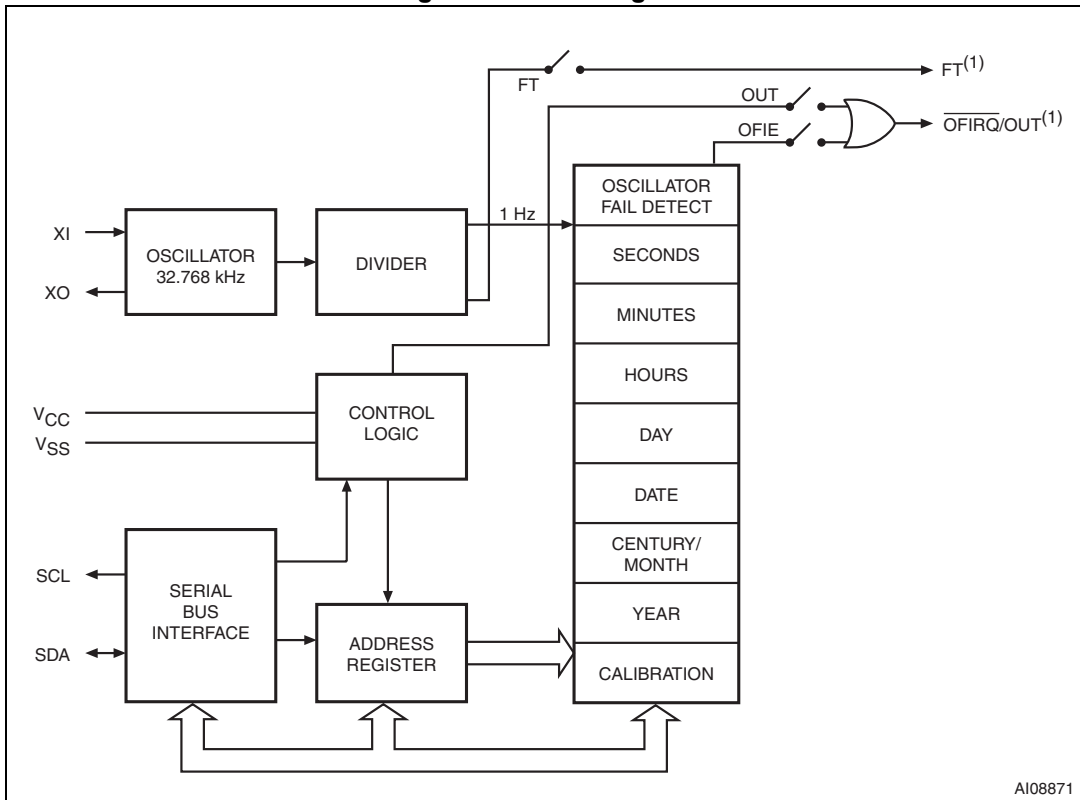 FT
FT(1)
OUT
OFIE
OFIRQ/OUT(1)
OSCILLATOR
FAIL DETECT
1 Hz
XI
XO
OSCILLATOR
32.768 kHz
DIVIDER
SECONDS
MINUTES
HOURS
DAY
DATE
CENTURY/
MONTH
YEAR
CALIBRATION
VCC
VSS
CONTROL
LOGIC
SCL
SDA
SERIAL
BUS
INTERFACE
ADDRESS
REGISTER
AI08871